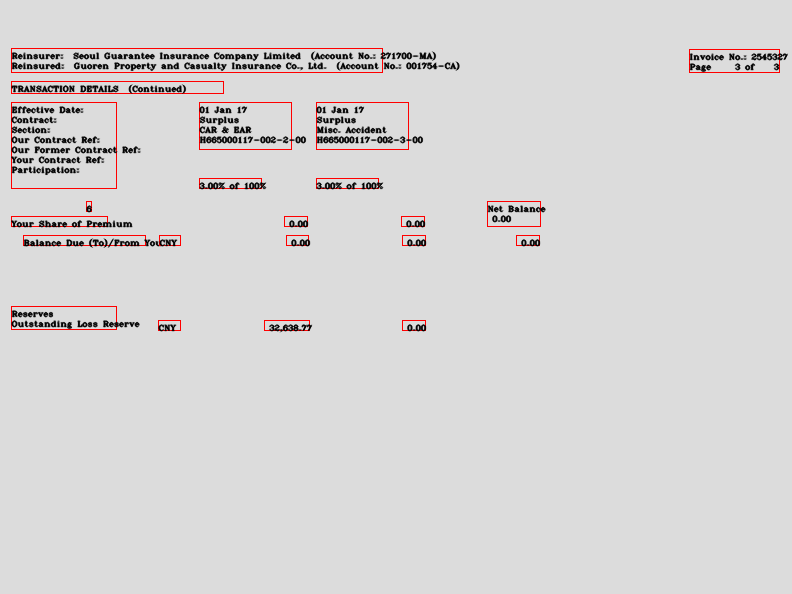 Reinsurer: Seoul Guarantee Insurance Company Limited (Account No.: 271700-MA)
Reinsured: Guoren Property and Casualty Insurance Co., Ltd. (Account No.: 001754-CA)
Invoice No.: 2545327
Page 3 of 3
TRANSACTION DETAILS (Continued)
Effective Date: 01 Jan 17 01 Jan 17
Contract: Surplus Surplus
Section: CAR & EAR Misc. Accident
Our Contract Ref: H665000117-002-2-00 H665000117-002-3-00
Our Former Contract Ref:
Your Contract Ref:
Participation:
3.00% of 100% 3.00% of 100%
6
Net Balance
0.00
Your Share of Premium 0.00 0.00
Balance Due (To)/From You CNY 0.00 0.00 0.00
Reserves
Outstanding Loss Reserve CNY 32,638.77 0.00